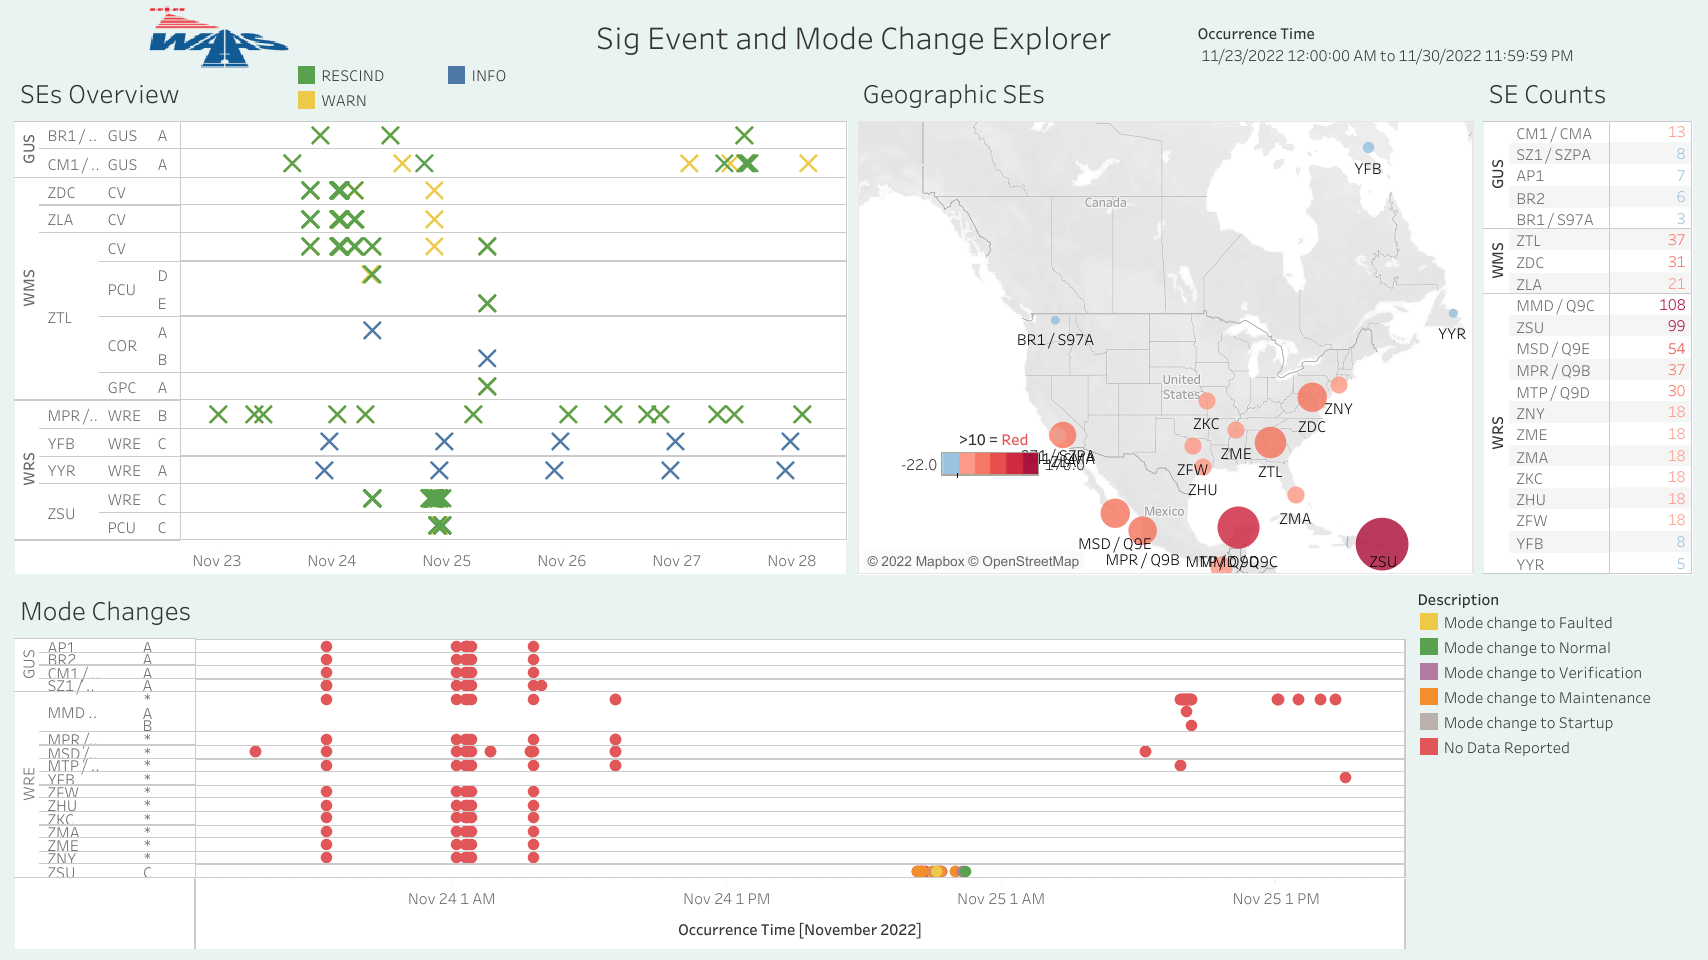 WAAS
Sig Event and Mode Change Explorer
Occurrence Time
11/23/2022 12:00:00 AM to 11/30/2022 11:59:59 PM
RESCIND
INFO
WARN
SEs Overview
GUS
BR1/.. GUS A
CM1/.. GUS A
WMS
ZDC CV
ZLA CV
ZTL
CV
PCU D
E
COR A
B
GPC A
WRS
MPR/.. WRE B
YFB WRE C
YYR WRE A
ZSU WRE C
PCU C
Nov 23 Nov 24 Nov 25 Nov 26 Nov 27 Nov 28
Geographic SEs
YFB
Canada
YYR
BR1/S97A
United States
ZNY
ZKC
ZDC
>10 = Red
-22.0
ZME
ZFW
ZTL
ZHU
ZMA
Mexico
MSD/Q9E
MPR/Q9B
ZSU
© 2022 Mapbox © OpenStreetMap
SE Counts
GUS
CM1/CMA 13
SZ1/SZPA 8
AP1 7
BR2 6
BR1/S97A 3
WMS
ZTL 37
ZDC 31
ZLA 21
WRS
MMD/Q9C 108
ZSU 99
MSD/Q9E 54
MPR/Q9B 37
MTP/Q9D 30
ZNY 18
ZME 18
ZMA 18
ZKC 18
ZHU 18
ZFW 18
YFB 8
YYR 5
Mode Changes
GUS
AP1 A
BR2 A
CM1/.. A
SZ1/.. A
WRE
*
MMD .. A
B
MPR/.. *
MSD/.. *
MTP/.. *
YFB *
ZFW *
ZHU *
ZKC *
ZMA *
ZME *
ZNY *
ZSU C
Nov 24 1 AM Nov 24 1 PM Nov 25 1 AM Nov 25 1 PM
Occurrence Time [November 2022]
Description
Mode change to Faulted
Mode change to Normal
Mode change to Verification
Mode change to Maintenance
Mode change to Startup
No Data Reported